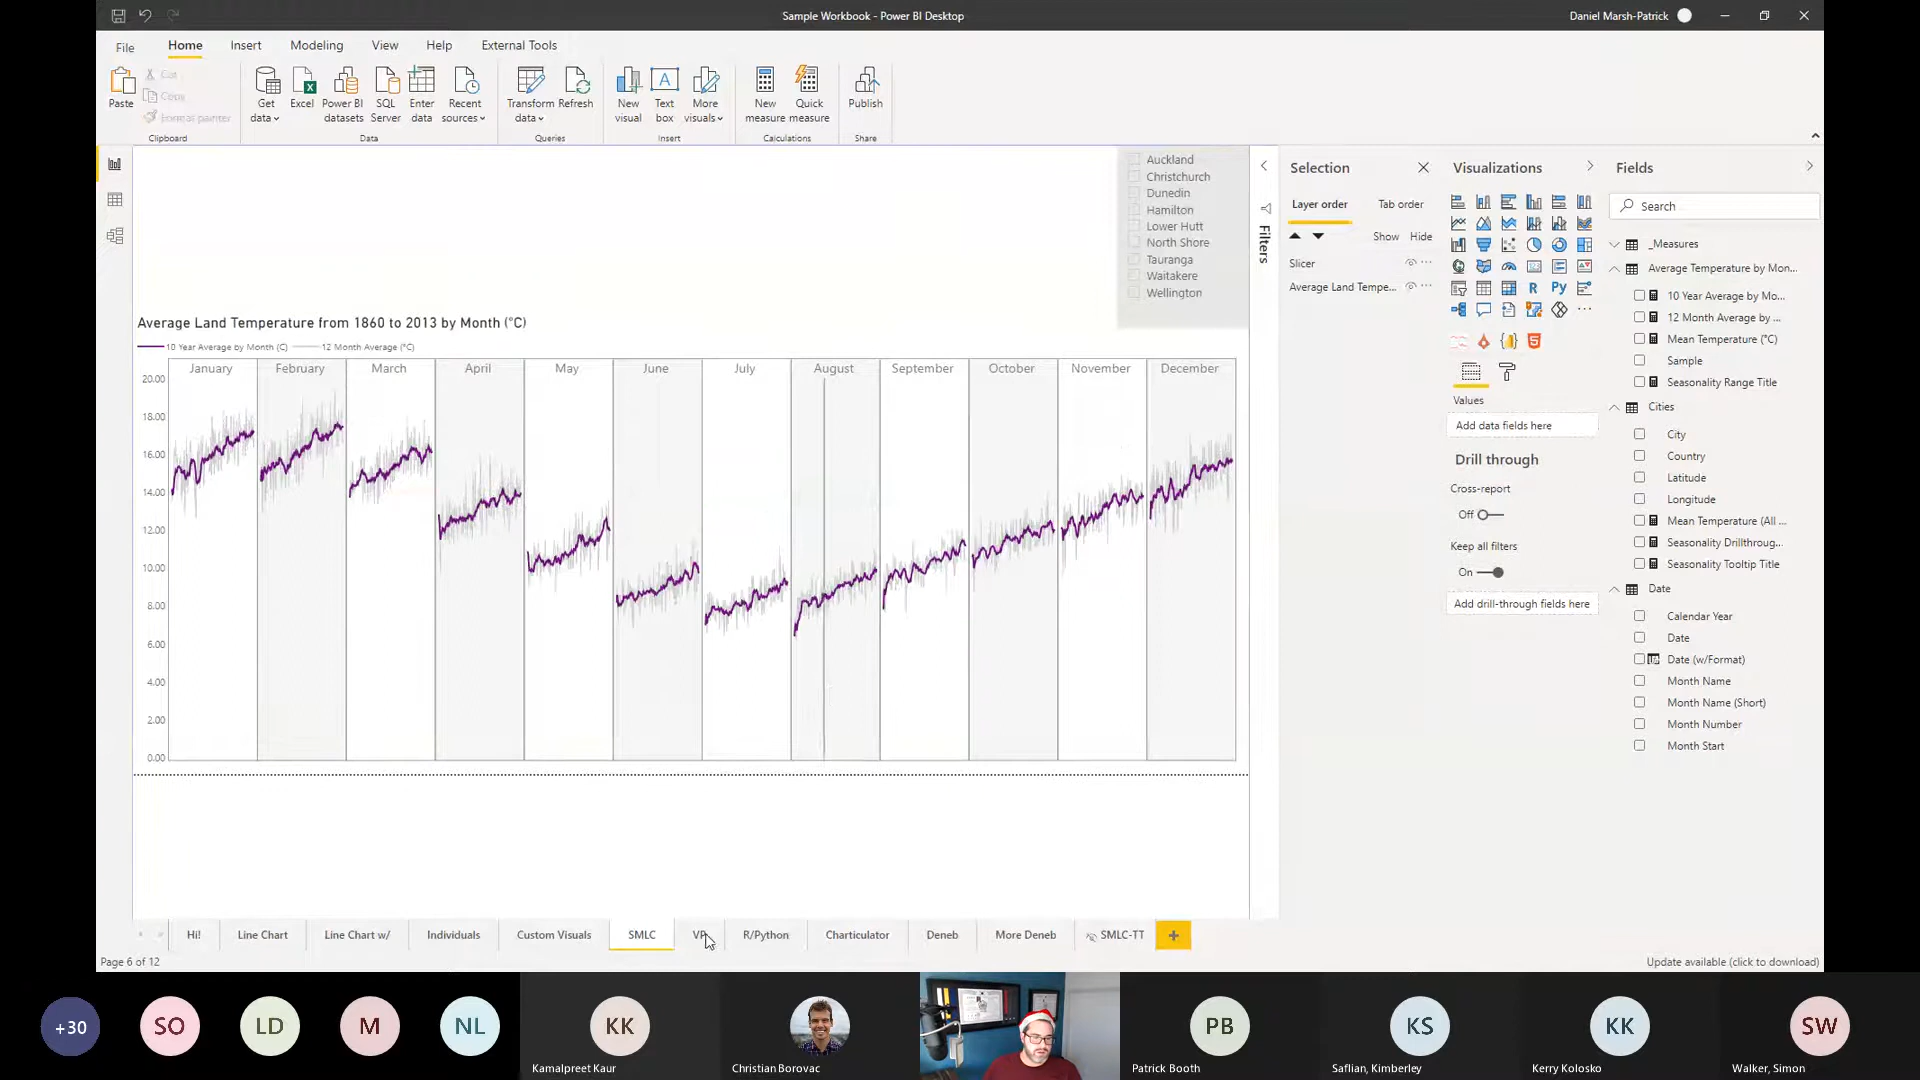 Sample Workbook - Power BI Desktop
Daniel Marsh-Patrick
File
Home
Insert
Modeling
View
Help
External Tools
Paste
Cut
Copy
Format painter
Clipboard
Get data
Excel
Power BI datasets
SQL Server
Enter data
Recent sources
Data
Transform data
Refresh
Queries
New visual
Text box
More visuals
Insert
New measure
Quick measure
Calculations
Publish
Share
Auckland
Christchurch
Dunedin
Hamilton
Lower Hutt
North Shore
Tauranga
Waitakere
Wellington
Average Land Temperature from 1860 to 2013 by Month (°C)
10 Year Average by Month (C)
12 Month Average (°C)
January
February
March
April
May
June
July
August
September
October
November
December
20.00
18.00
16.00
14.00
12.00
10.00
8.00
6.00
4.00
2.00
0.00
Filters
Selection
Layer order
Tab order
Show
Hide
Slicer
Average Land Tempe...
Visualizations
R
Py
Values
Add data fields here
Drill through
Cross-report
Off
Keep all filters
On
Add drill-through fields here
Fields
Search
_Measures
Average Temperature by Mon...
10 Year Average by Mo...
12 Month Average by ...
Mean Temperature (°C)
Sample
Seasonality Range Title
Cities
City
Country
Latitude
Longitude
Mean Temperature (All ...
Seasonality Drillthroug...
Seasonality Tooltip Title
Date
Calendar Year
Date
Date (w/Format)
Month Name
Month Name (Short)
Month Number
Month Start
Hi!
Line Chart
Line Chart w/
Individuals
Custom Visuals
SMLC
R/Python
Charticulator
Deneb
More Deneb
SMLC-TT
Page 6 of 12
Update available (click to download)
+30
SO
LD
M
NL
KK
Kamalpreet Kaur
Christian Borovac
PB
Patrick Booth
KS
Saflian, Kimberley
KK
Kerry Kolosko
SW
Walker, Simon